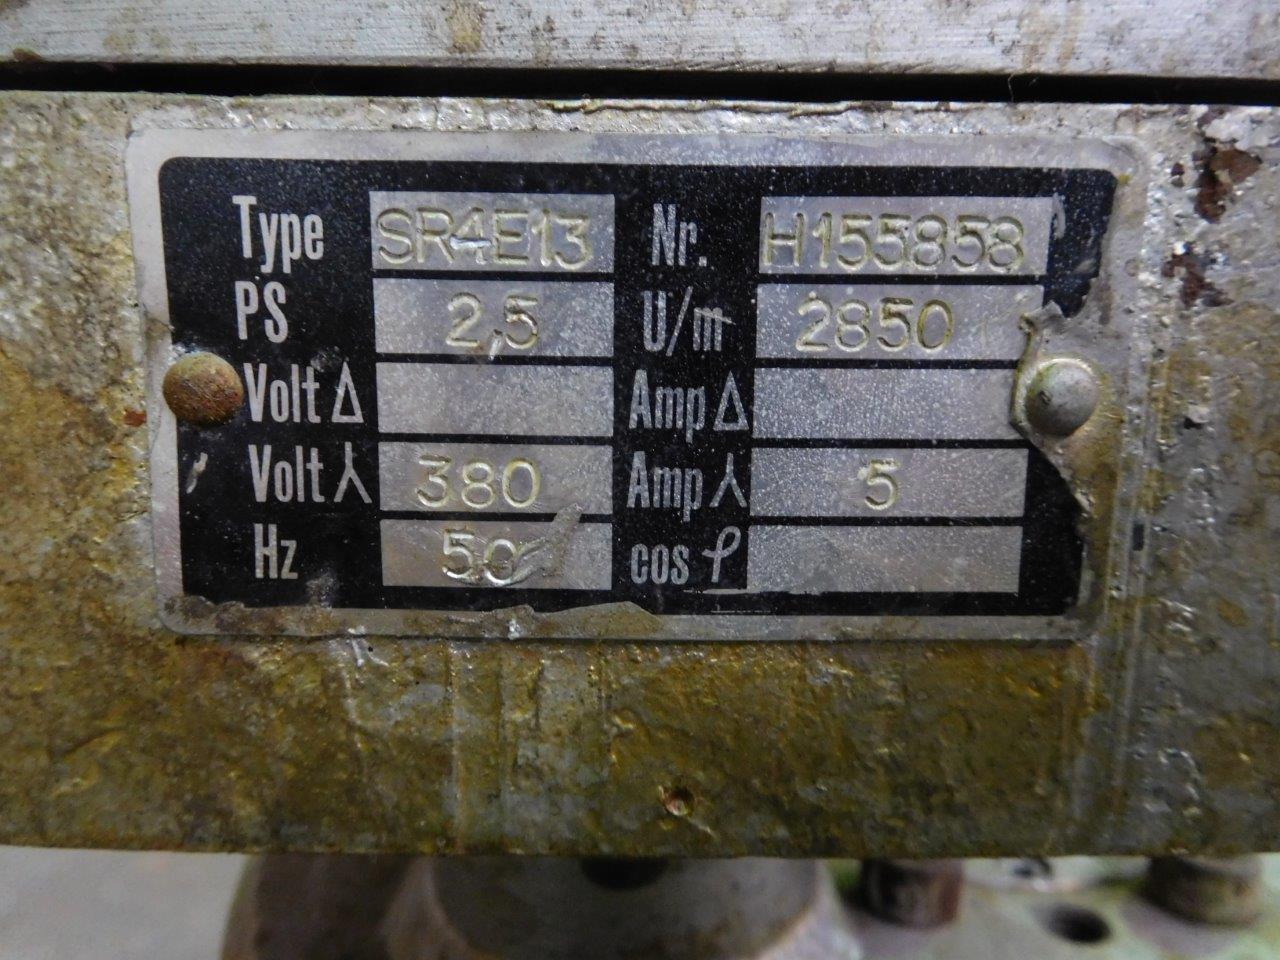 Type SR4E13 Nr. H155858
PS 2,5 U/m 2850
Volt Δ Amp Δ
Volt ⅄ 380 Amp ⅄ 5
Hz 50 cos φ